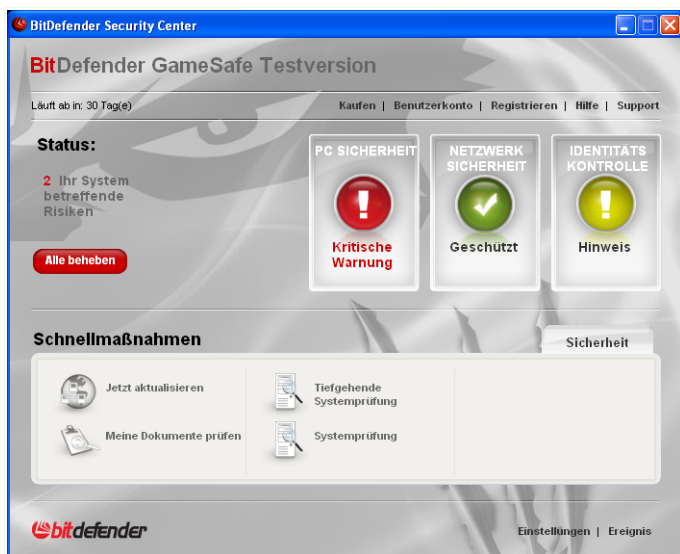 BitDefender Security Center
BitDefender GameSafe Testversion
Läuft ab in: 30 Tag(e)
Kaufen | Benutzerkonto | Registrieren | Hilfe | Support
Status:
2 Ihr System
betreffende
Risiken
Alle beheben
PC SICHERHEIT
Kritische
Warnung
NETZWERK
SICHERHEIT
Geschützt
IDENTITÄTS
KONTROLLE
Hinweis
Schnellmaßnahmen
Sicherheit
Jetzt aktualisieren
Meine Dokumente prüfen
Tiefgehende
Systemprüfung
Systemprüfung
bitdefender
Einstellungen | Ereignis